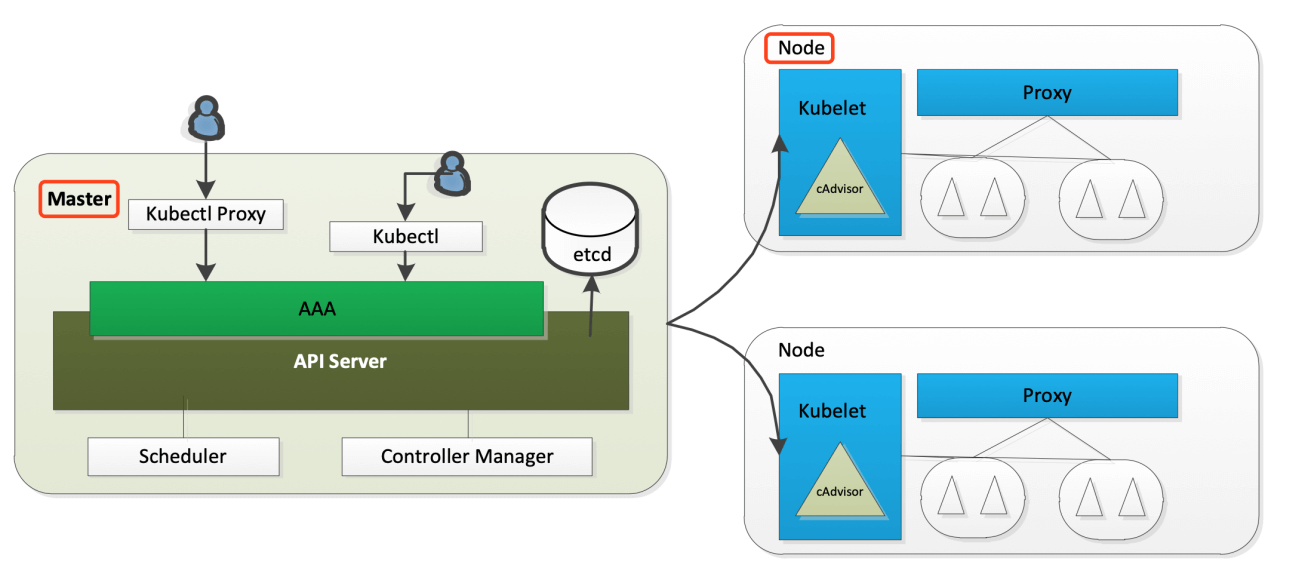 Master
Kubectl Proxy
Kubectl
etcd
AAA
API Server
Scheduler
Controller Manager
Node
Kubelet
Proxy
cAdvisor
Node
Kubelet
Proxy
cAdvisor